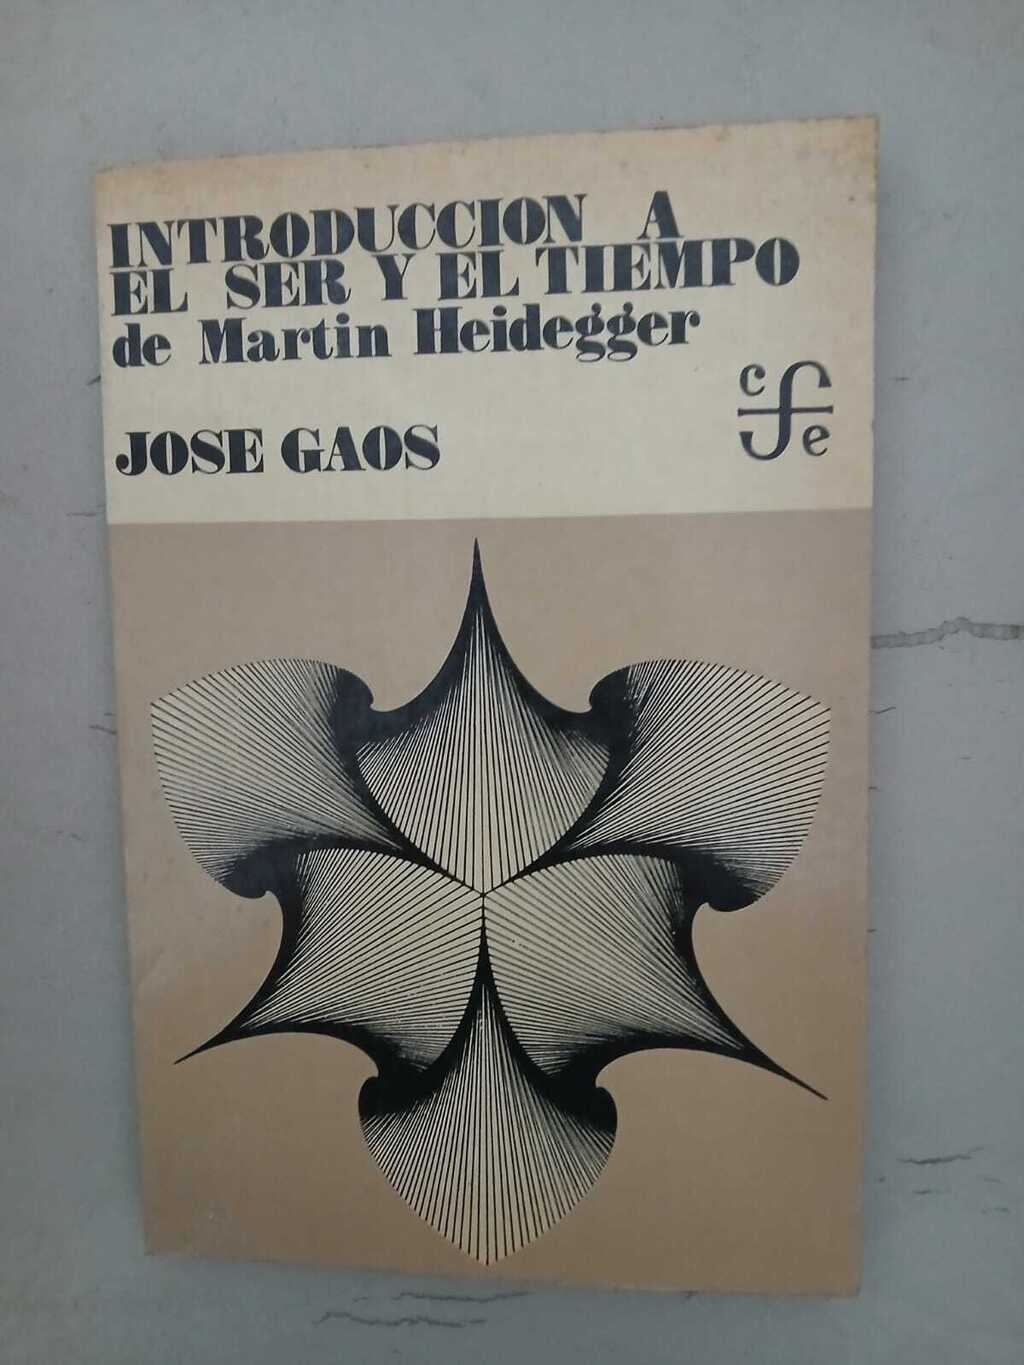 INTRODUCCION A
EL SER Y EL TIEMPO
de Martin Heidegger
JOSE GAOS
cfe